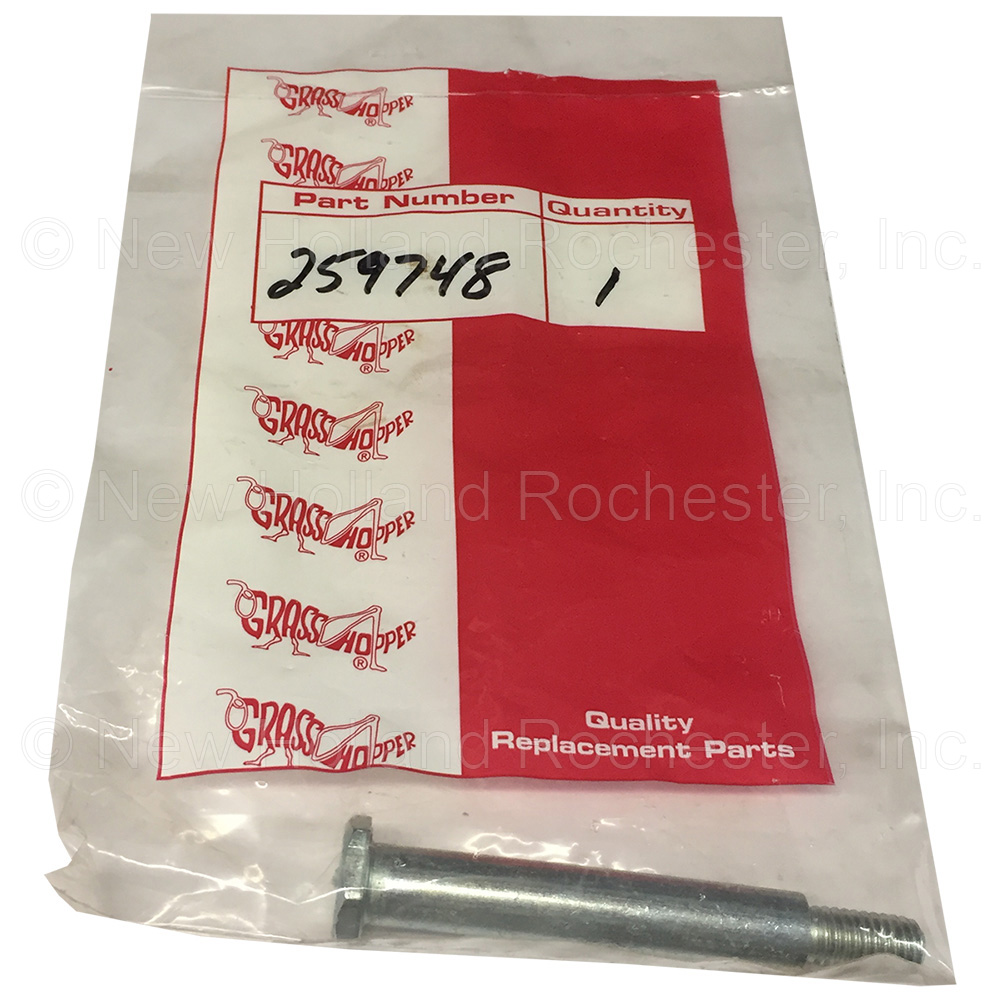 GRASSHOPPER®
GRASSHOPPER
Part Number Quantity
© New Holland Rochester, Inc.
259748 1
GRASSHOPPER®
GRASSHOPPER®
© New Holland Rochester, Inc.
GRASSHOPPER®
GRASSHOPPER®
Quality
GRASSHOPPER
© New Holland Rochester, Inc.
Replacement Parts